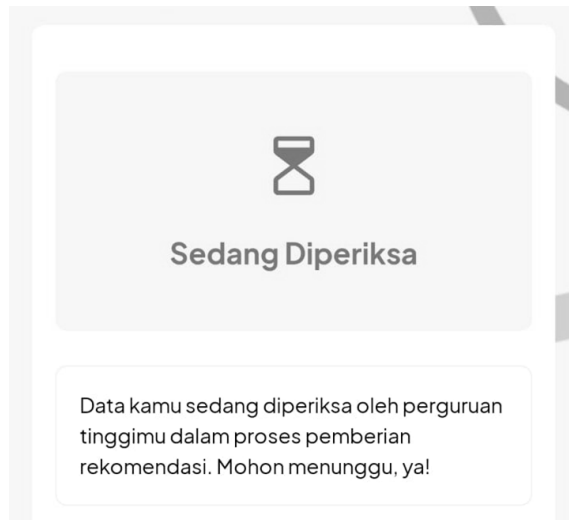 Sedang Diperiksa
Data kamu sedang diperiksa oleh perguruan
tinggimu dalam proses pemberian
rekomendasi. Mohon menunggu, ya!